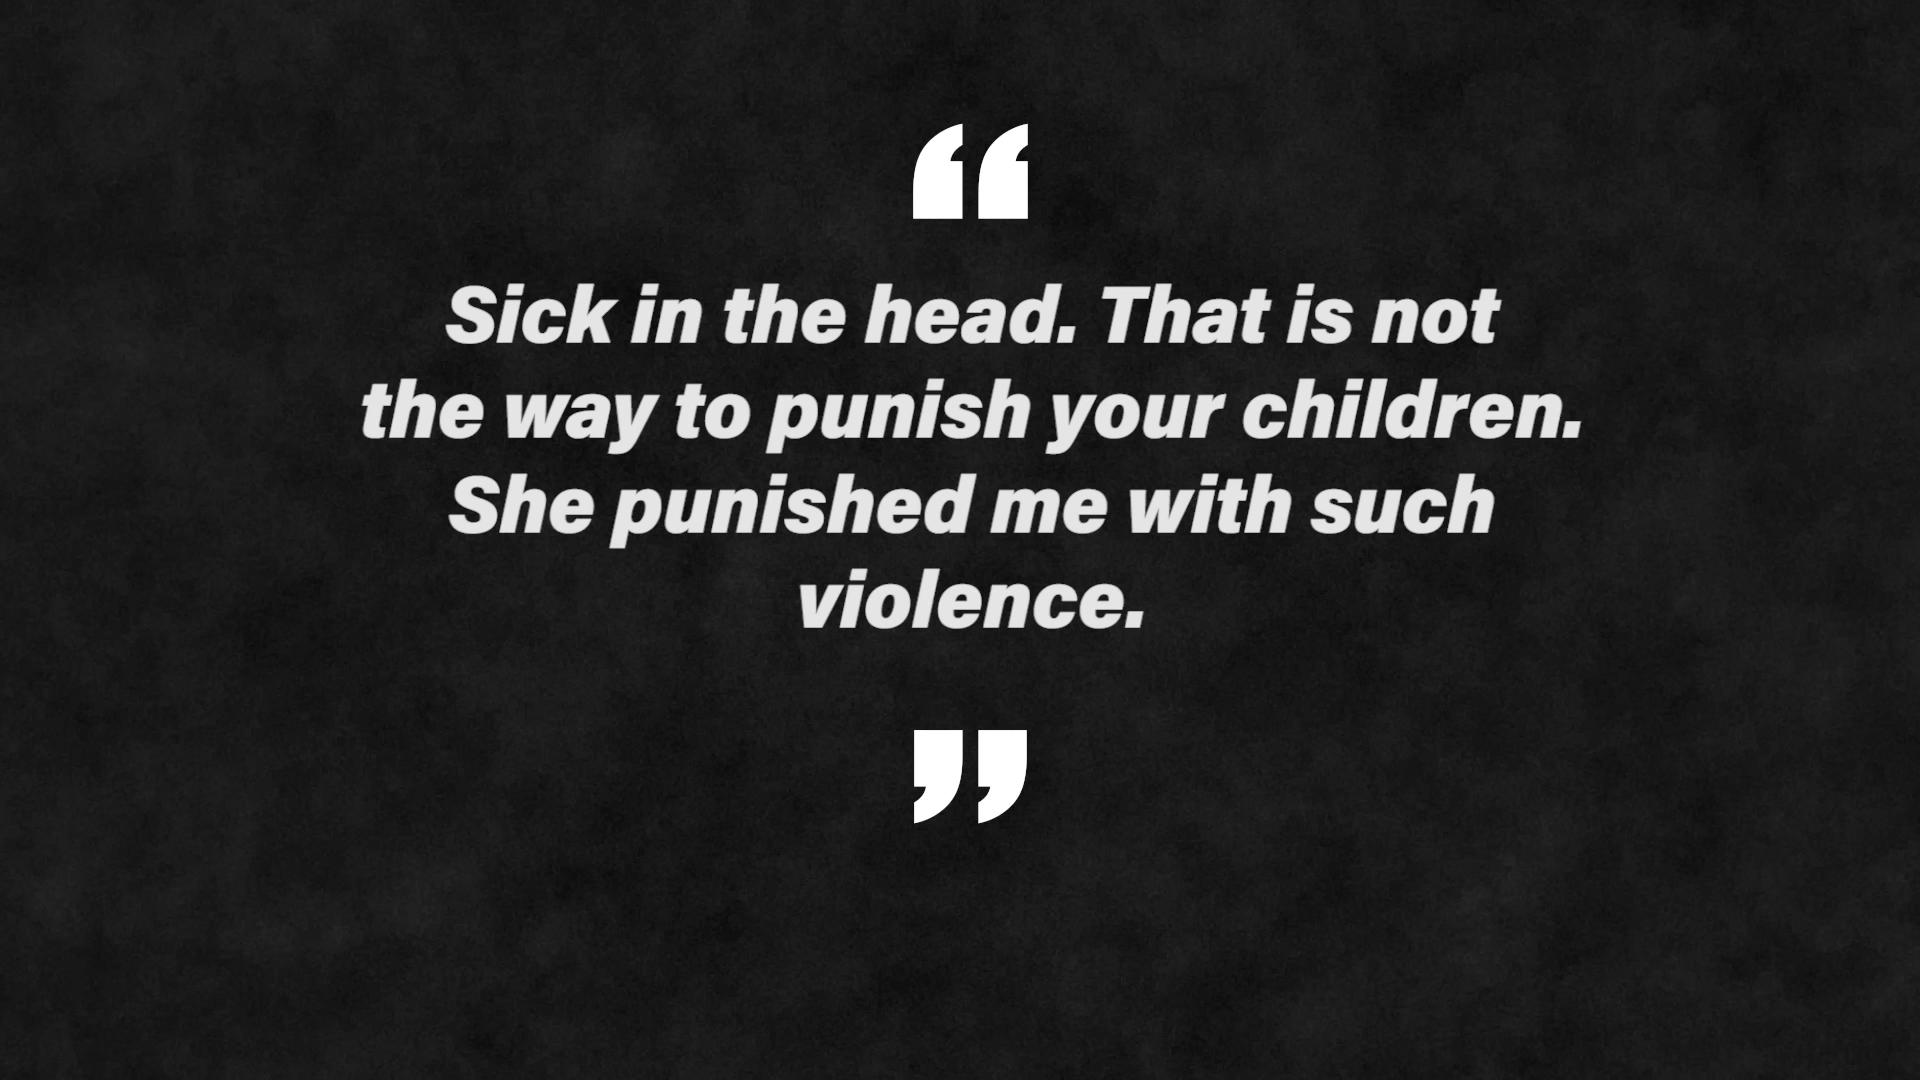 “
Sick in the head. That is not
the way to punish your children.
She punished me with such
violence.
”